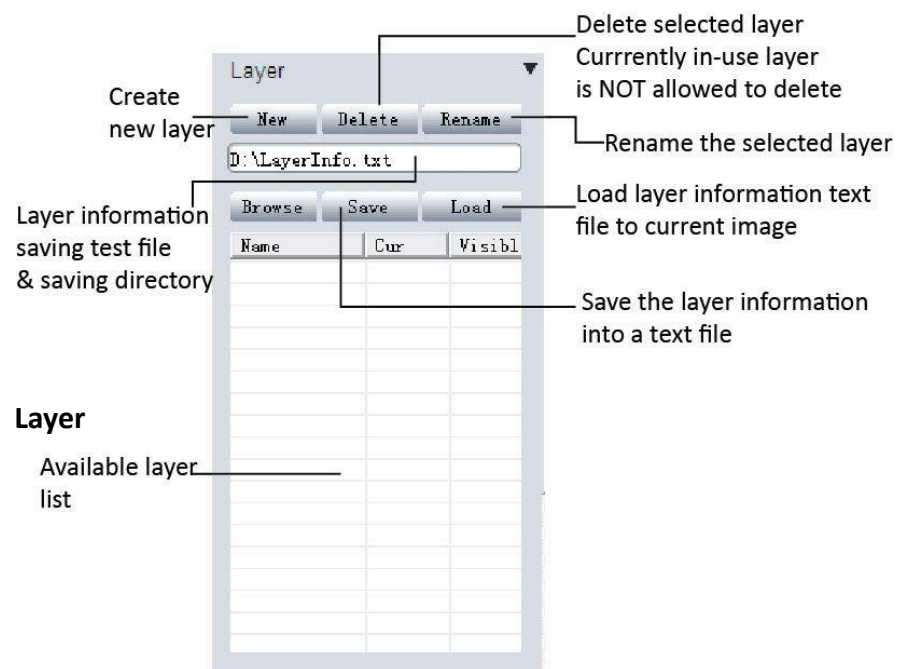 Delete selected layer
Currrently in-use layer
is NOT allowed to delete
Layer
Create
new layer
New Delete Rename
Rename the selected layer
D:\LayerInfo.txt
Layer information
saving test file
& saving directory
Browse Save Load
Load layer information text
file to current image
Name Cur Visibl
Save the layer information
into a text file
Layer
Available layer
list